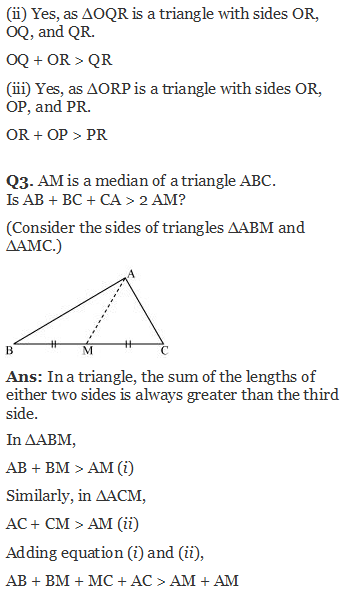 (ii) Yes, as ΔOQR is a triangle with sides OR,
OQ, and QR.
OQ + OR > QR
(iii) Yes, as ΔORP is a triangle with sides OR,
OP, and PR.
OR + OP > PR
Q3. AM is a median of a triangle ABC.
Is AB + BC + CA > 2 AM?
(Consider the sides of triangles ΔABM and
ΔAMC.)
A
B M C
Ans: In a triangle, the sum of the lengths of
either two sides is always greater than the third
side.
In ΔABM,
AB + BM > AM (i)
Similarly, in ΔACM,
AC + CM > AM (ii)
Adding equation (i) and (ii),
AB + BM + MC + AC > AM + AM